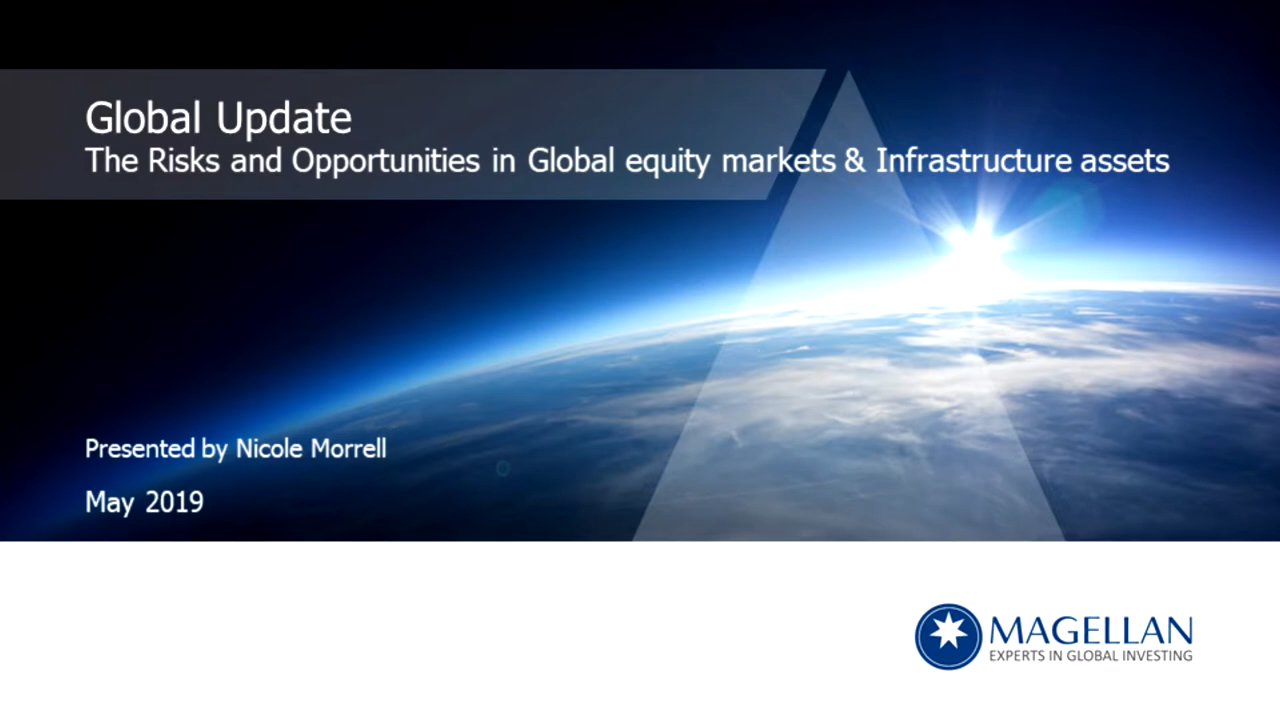 Global Update
The Risks and Opportunities in Global equity markets & Infrastructure assets
Presented by Nicole Morrell
May 2019
MAGELLAN
EXPERTS IN GLOBAL INVESTING